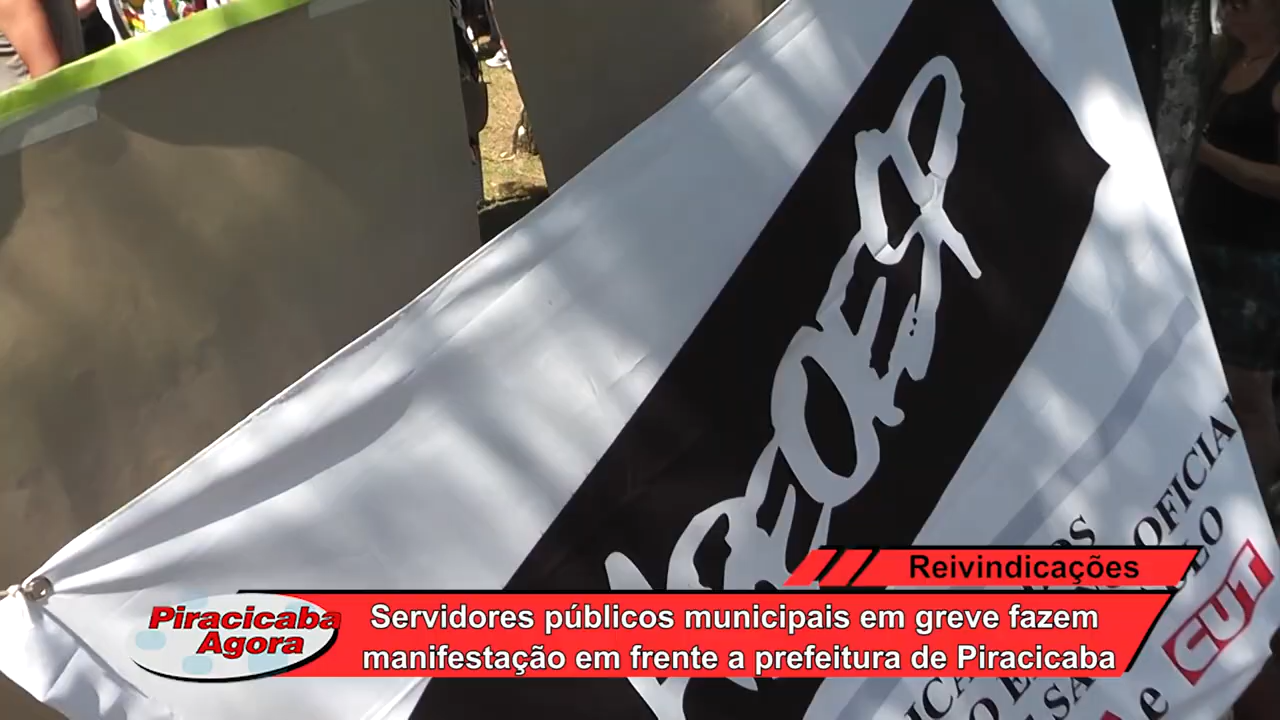 APEOESP
OFICIAL
CUT
e
Reivindicações
Piracicaba
Agora
Servidores públicos municipais em greve fazem
manifestação em frente a prefeitura de Piracicaba